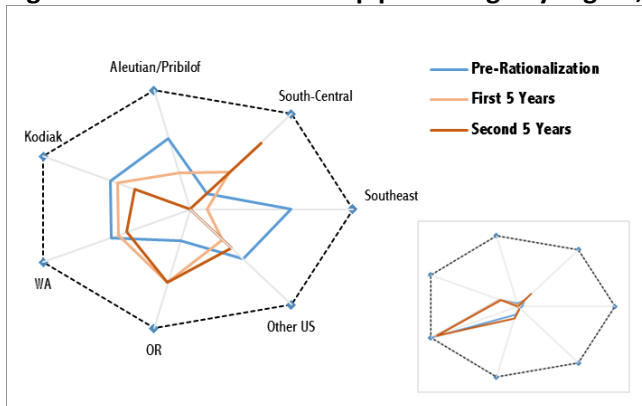 Aleutian/Pribilof
South-Central
Kodiak
Southeast
WA
OR
Other US
Pre-Rationalization
First 5 Years
Second 5 Years